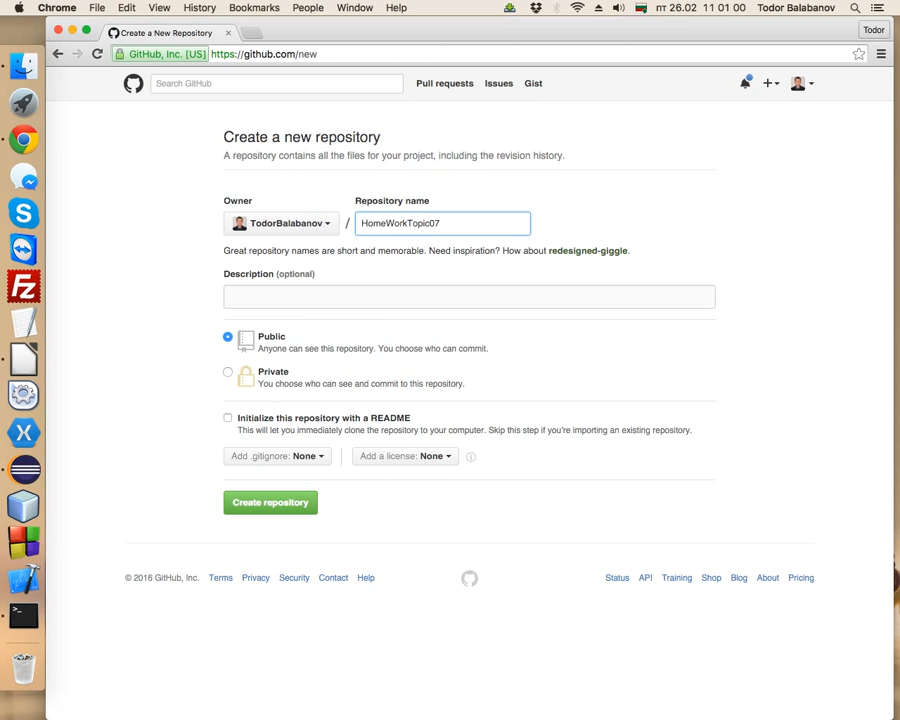 Chrome File Edit View History Bookmarks People Window Help пт 26.02 11 01 00 Todor Balabanov
Create a New Repository Todor
GitHub, Inc. [US] https://github.com/new
Search GitHub Pull requests Issues Gist
Create a new repository
A repository contains all the files for your project, including the revision history.
Owner Repository name
TodorBalabanov / HomeWorkTopic07
Great repository names are short and memorable. Need inspiration? How about redesigned-giggle.
Description (optional)
Public
Anyone can see this repository. You choose who can commit.
Private
You choose who can see and commit to this repository.
Initialize this repository with a README
This will let you immediately clone the repository to your computer. Skip this step if you're importing an existing repository.
Add .gitignore: None Add a license: None
Create repository
© 2016 GitHub, Inc. Terms Privacy Security Contact Help Status API Training Shop Blog About Pricing